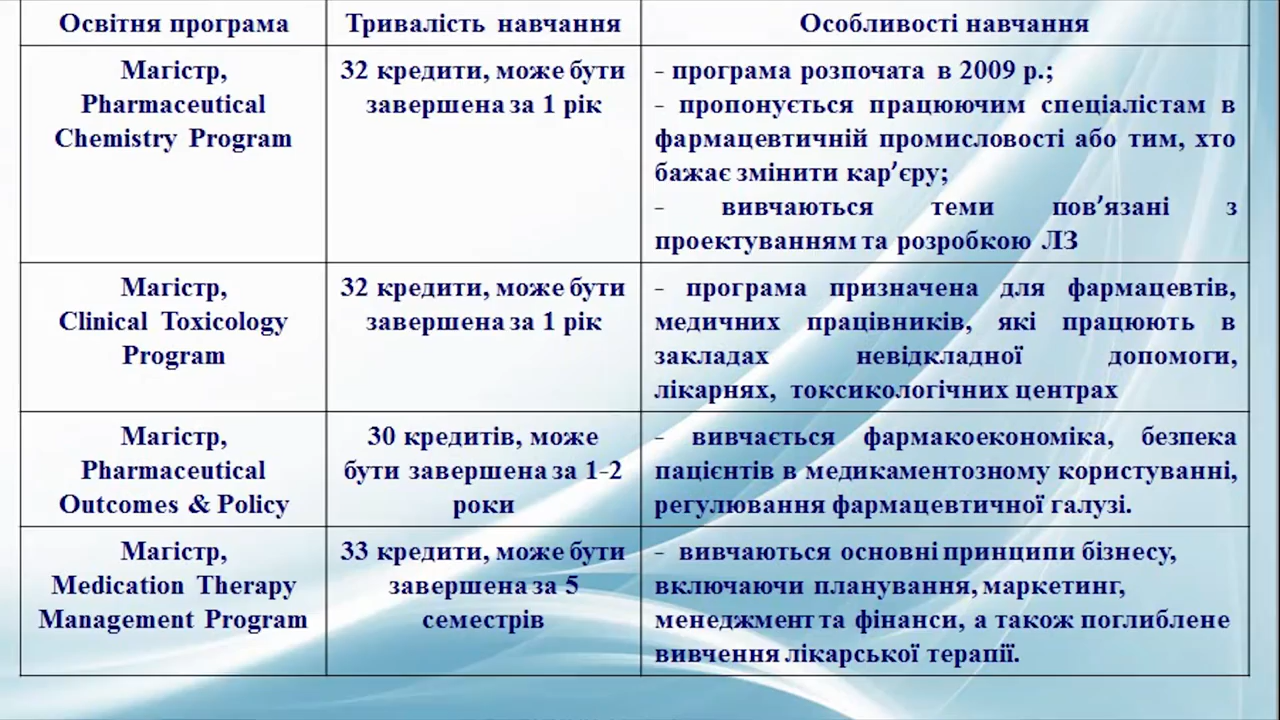 Освітня програма
Тривалість навчання
Особливості навчання
Магістр,
Pharmaceutical
Chemistry Program
32 кредити, може бути
завершена за 1 рік
- програма розпочата в 2009 р.;
- пропонується працюючим спеціалістам в
фармацевтичній промисловості або тим, хто
бажає змінити кар’єру;
- вивчаються теми пов’язані з
проектуванням та розробкою ЛЗ
Магістр,
Clinical Toxicology
Program
32 кредити, може бути
завершена за 1 рік
- програма призначена для фармацевтів,
медичних працівників, які працюють в
закладах невідкладної допомоги,
лікарнях, токсикологічних центрах
Магістр,
Pharmaceutical
Outcomes & Policy
30 кредитів, може
бути завершена за 1-2
роки
- вивчається фармакоекономіка, безпека
пацієнтів в медикаментозному користуванні,
регулювання фармацевтичної галузі.
Магістр,
Medication Therapy
Management Program
33 кредити, може бути
завершена за 5
семестрів
- вивчаються основні принципи бізнесу,
включаючи планування, маркетинг,
менеджмент та фінанси, а також поглиблене
вивчення лікарської терапії.